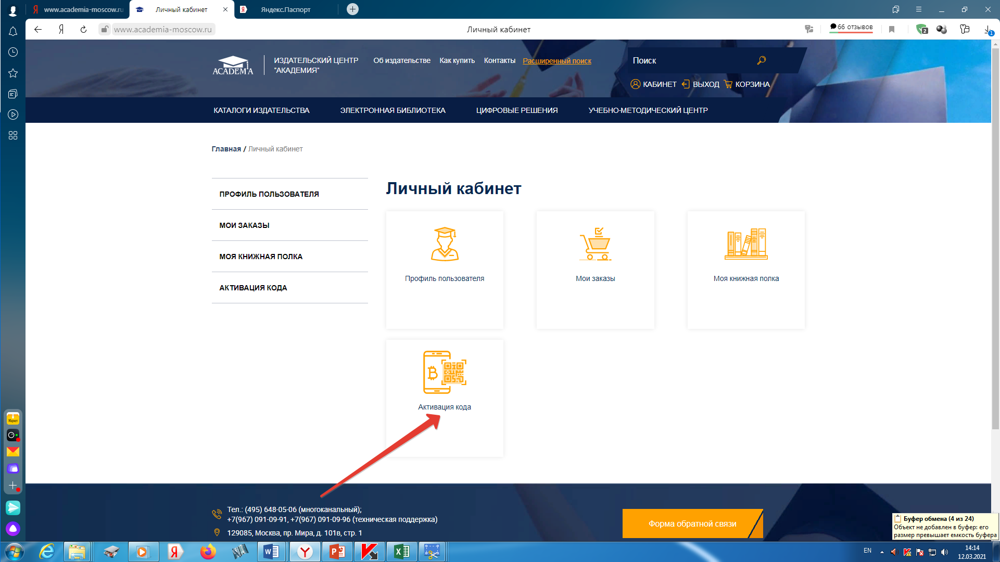 www.academia-moscow.ru
Личный кабинет
Яндекс.Паспорт
www.academia-moscow.ru
Личный кабинет
66 отзывов
2
1
ACADEMIA
ИЗДАТЕЛЬСКИЙ ЦЕНТР
"АКАДЕМИЯ"
Об издательстве
Как купить
Контакты
Расширенный поиск
Поиск
КАБИНЕТ
ВЫХОД
КОРЗИНА
КАТАЛОГИ ИЗДАТЕЛЬСТВА
ЭЛЕКТРОННАЯ БИБЛИОТЕКА
ЦИФРОВЫЕ РЕШЕНИЯ
УЧЕБНО-МЕТОДИЧЕСКИЙ ЦЕНТР
Главная / Личный кабинет
ПРОФИЛЬ ПОЛЬЗОВАТЕЛЯ
МОИ ЗАКАЗЫ
МОЯ КНИЖНАЯ ПОЛКА
АКТИВАЦИЯ КОДА
Личный кабинет
Профиль пользователя
Мои заказы
Моя книжная полка
Активация кода
Маркет
Тел.: (495) 648-05-06 (многоканальный);
+7(967) 091-09-91, +7(967) 091-09-96 (техническая поддержка)
129085, Москва, пр. Мира, д. 101в, стр. 1
Форма обратной связи
Буфер обмена (4 из 24)
Объект не добавлен в буфер: его
размер превышает емкость буфера
EN
14:14
12.03.2021